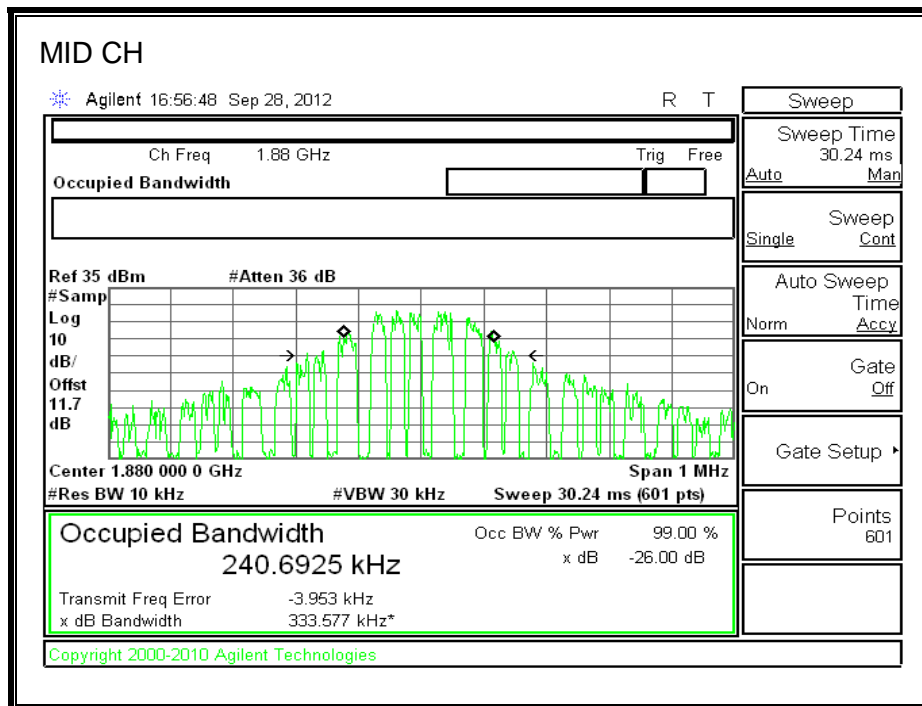 MID CH
Agilent 16:56:48 Sep 28, 2012 R T
Ch Freq 1.88 GHz Trig Free
Occupied Bandwidth
Ref 35 dBm #Atten 36 dB
#Samp
Log
10
dB/
Offst
11.7
dB
Center 1.880 000 0 GHz Span 1 MHz
#Res BW 10 kHz #VBW 30 kHz Sweep 30.24 ms (601 pts)
Occupied Bandwidth Occ BW % Pwr 99.00 %
240.6925 kHz x dB -26.00 dB
Transmit Freq Error -3.953 kHz
x dB Bandwidth 333.577 kHz*
Copyright 2000-2010 Agilent Technologies
Sweep
Sweep Time
30.24 ms
Auto Man
Sweep
Single Cont
Auto Sweep
Time
Norm Accy
Gate
On Off
Gate Setup
Points
601